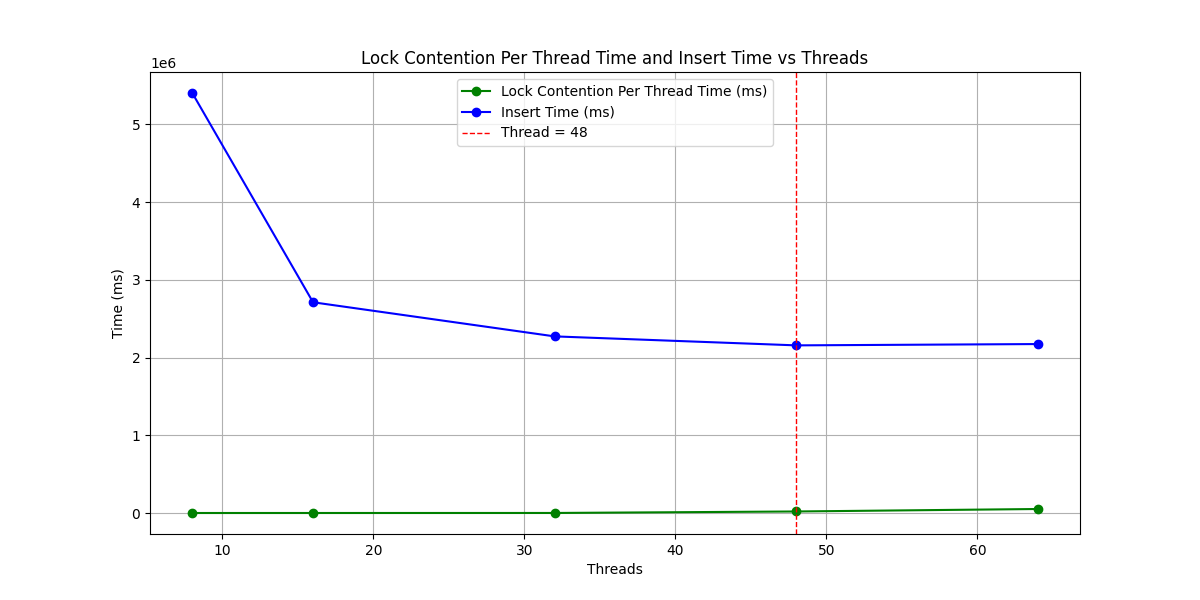 Lock Contention Per Thread Time and Insert Time vs Threads
1e6
Lock Contention Per Thread Time (ms)
Insert Time (ms)
Thread = 48
5
4
3
2
1
0
Time (ms)
10 20 30 40 50 60
Threads